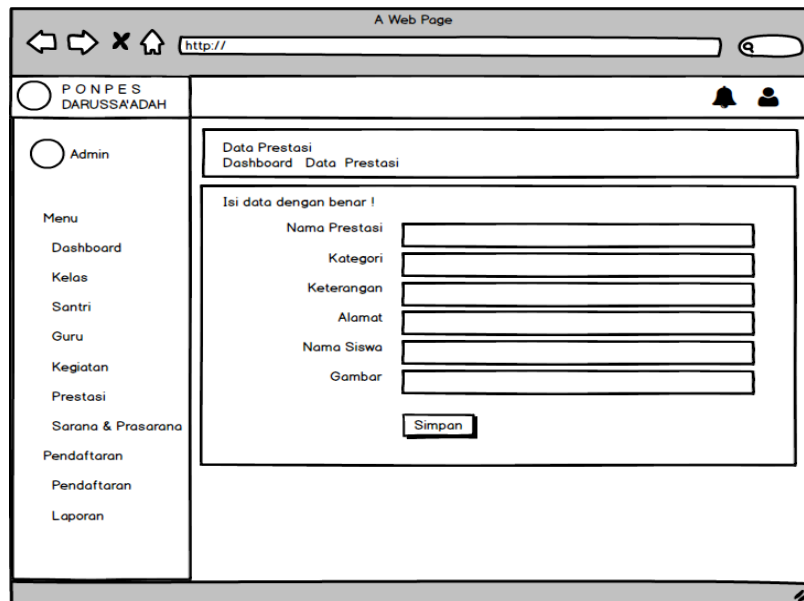 A Web Page
http://
PONPES
DARUSSA'ADAH
Admin
Menu
Dashboard
Kelas
Santri
Guru
Kegiatan
Prestasi
Sarana & Prasarana
Pendaftaran
Pendaftaran
Laporan
Data Prestasi
Dashboard Data Prestasi
Isi data dengan benar !
Nama Prestasi
Kategori
Keterangan
Alamat
Nama Siswa
Gambar
Simpan